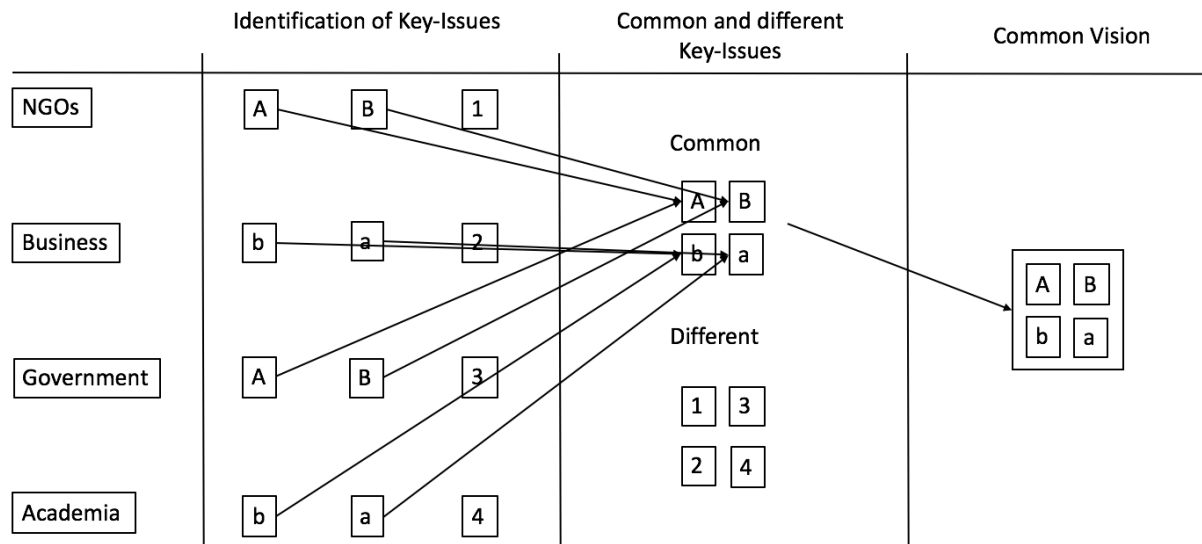 Identification of Key-Issues
Common and different
Key-Issues
Common Vision
NGOs
A B 1
Common
A B
Business
b a 2
b a
A B
b a
Different
Government
A B 3
1 3
2 4
Academia
b a 4